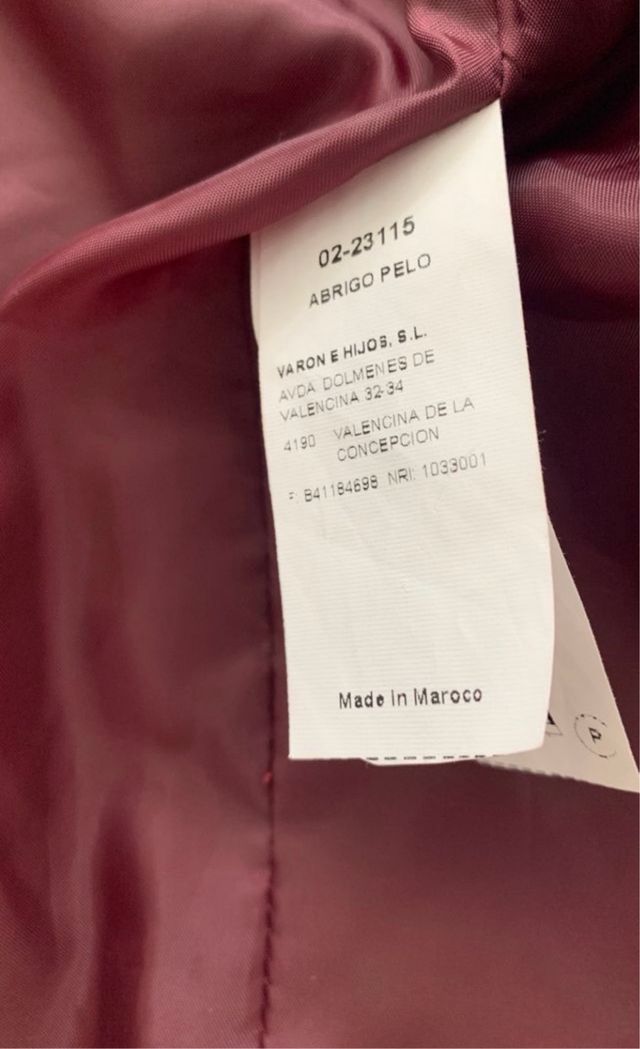 02-23115
ABRIGO PELO
VARON E HIJOS, S.L.
AVDA DOLMENES DE
VALENCINA 32-34
4190 VALENCINA DE LA
CONCEPCION
F: B41184698 NRI: 1033001
Made In Maroco
P